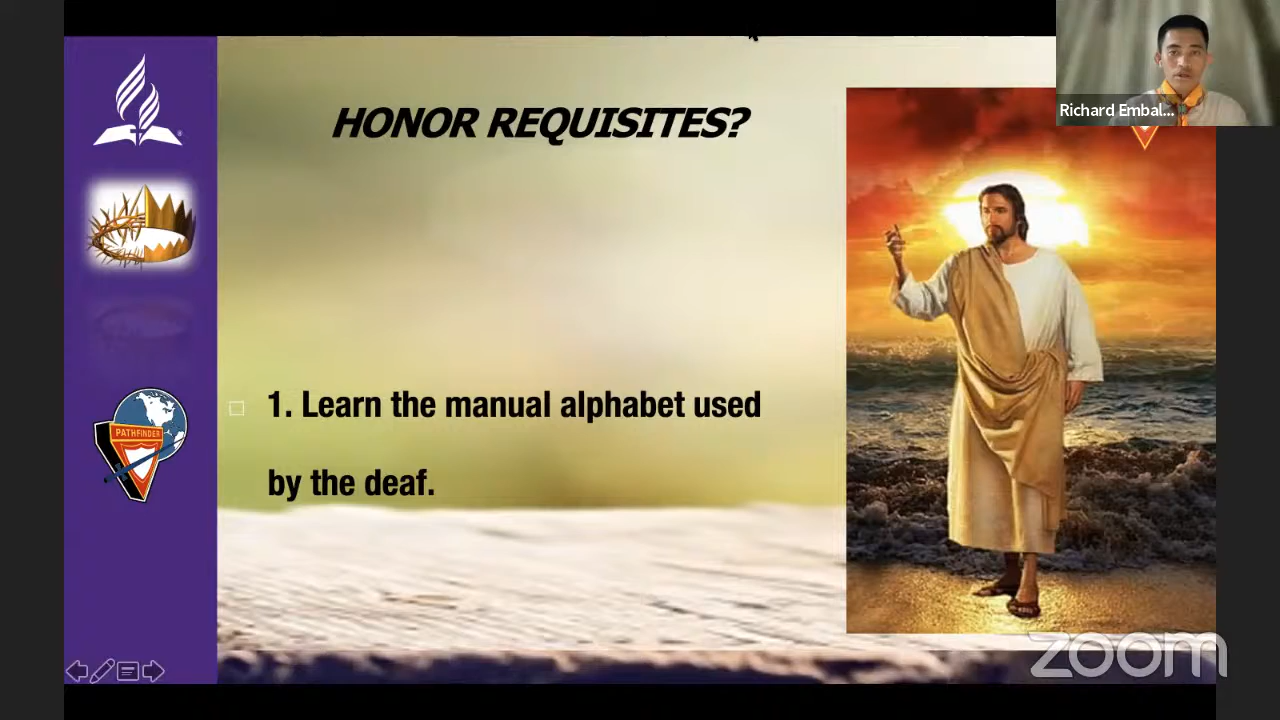 HONOR REQUISITES?
Richard Embal...
1. Learn the manual alphabet used
by the deaf.
PATHFINDER
zoom